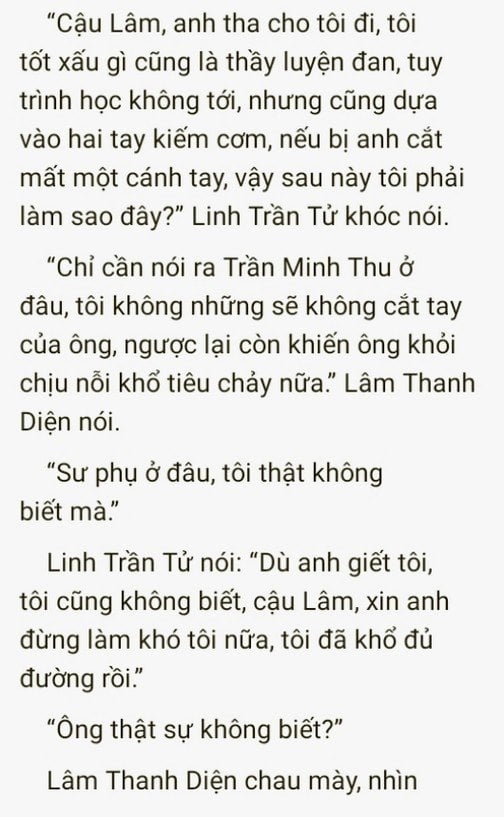 “Cậu Lâm, anh tha cho tôi đi, tôi
tốt xấu gì cũng là thầy luyện đan, tuy
trình học không tới, nhưng cũng dựa
vào hai tay kiếm cơm, nếu bị anh cắt
mất một cánh tay, vậy sau này tôi phải
làm sao đây?” Linh Trần Tử khóc nói.
“Chỉ cần nói ra Trần Minh Thu ở
đâu, tôi không những sẽ không cắt tay
của ông, ngược lại còn khiến ông khỏi
chịu nỗi khổ tiêu chảy nữa.” Lâm Thanh
Diện nói.
“Sư phụ ở đâu, tôi thật không
biết mà.”
Linh Trần Tử nói: “Dù anh giết tôi,
tôi cũng không biết, cậu Lâm, xin anh
đừng làm khó tôi nữa, tôi đã khổ đủ
đường rồi.”
“Ông thật sự không biết?”
Lâm Thanh Diện chau mày, nhìn